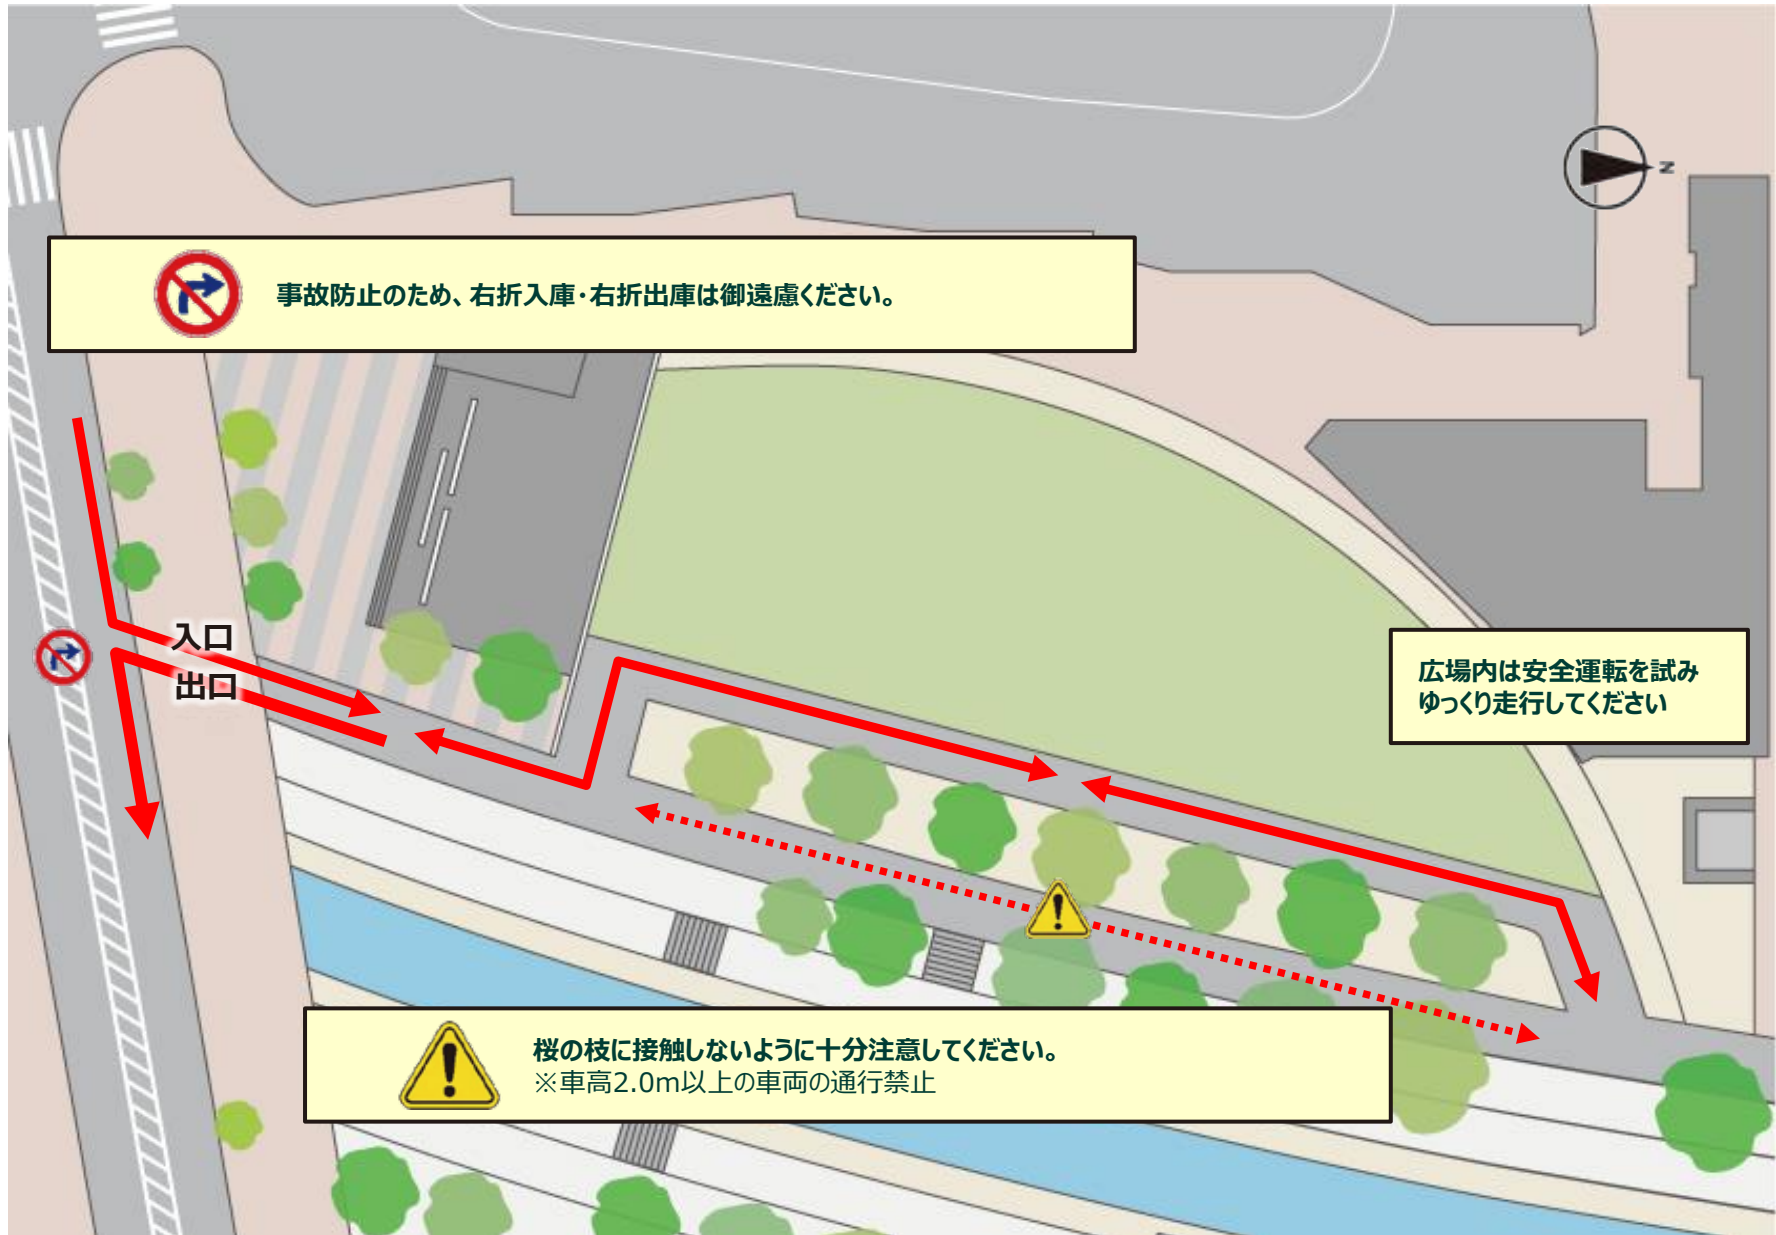 N
事故防止のため、右折入庫・右折出庫は御遠慮ください。
入口
出口
広場内は安全運転を試み
ゆっくり走行してください
桜の枝に接触しないように十分注意してください。
※車高2.0m以上の車両の通行禁止